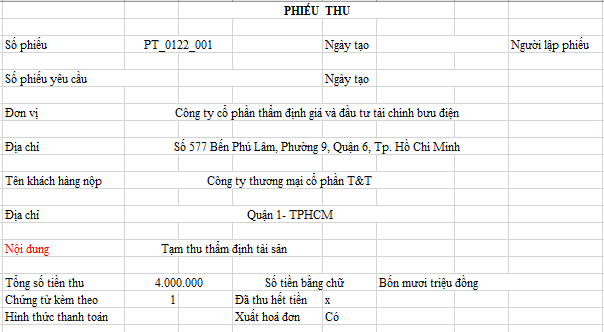 PHIẾU THU
Số phiếu PT_0122_001 Ngày tạo Người lập phiếu
Số phiếu yêu cầu Ngày tạo
Đơn vị Công ty cổ phần thẩm định giá và đầu tư tài chính bưu điện
Địa chỉ Số 577 Bến Phú Lâm, Phường 9, Quận 6, Tp. Hồ Chí Minh
Tên khách hàng nộp Công ty thương mại cổ phần T&T
Địa chỉ Quận 1- TPHCM
Nội dung Tạm thu thẩm định tài sản
Tổng số tiền thu 4.000.000 Số tiền bằng chữ Bốn mươi triệu đồng
Chứng từ kèm theo 1 Đã thu hết tiền x
Hình thức thanh toán Xuất hoá đơn Có